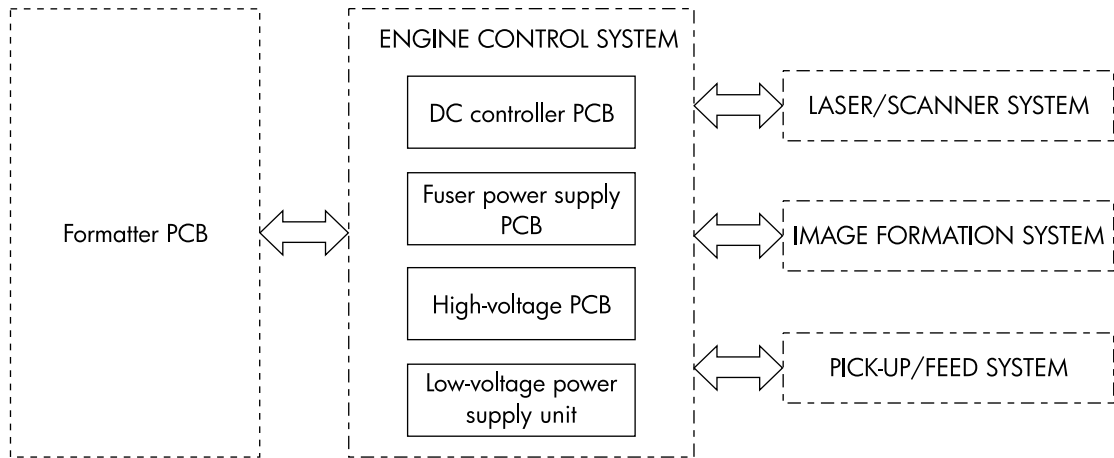 Formatter PCB
ENGINE CONTROL SYSTEM
DC controller PCB
Fuser power supply
PCB
High-voltage PCB
Low-voltage power
supply unit
LASER/SCANNER SYSTEM
IMAGE FORMATION SYSTEM
PICK-UP/FEED SYSTEM